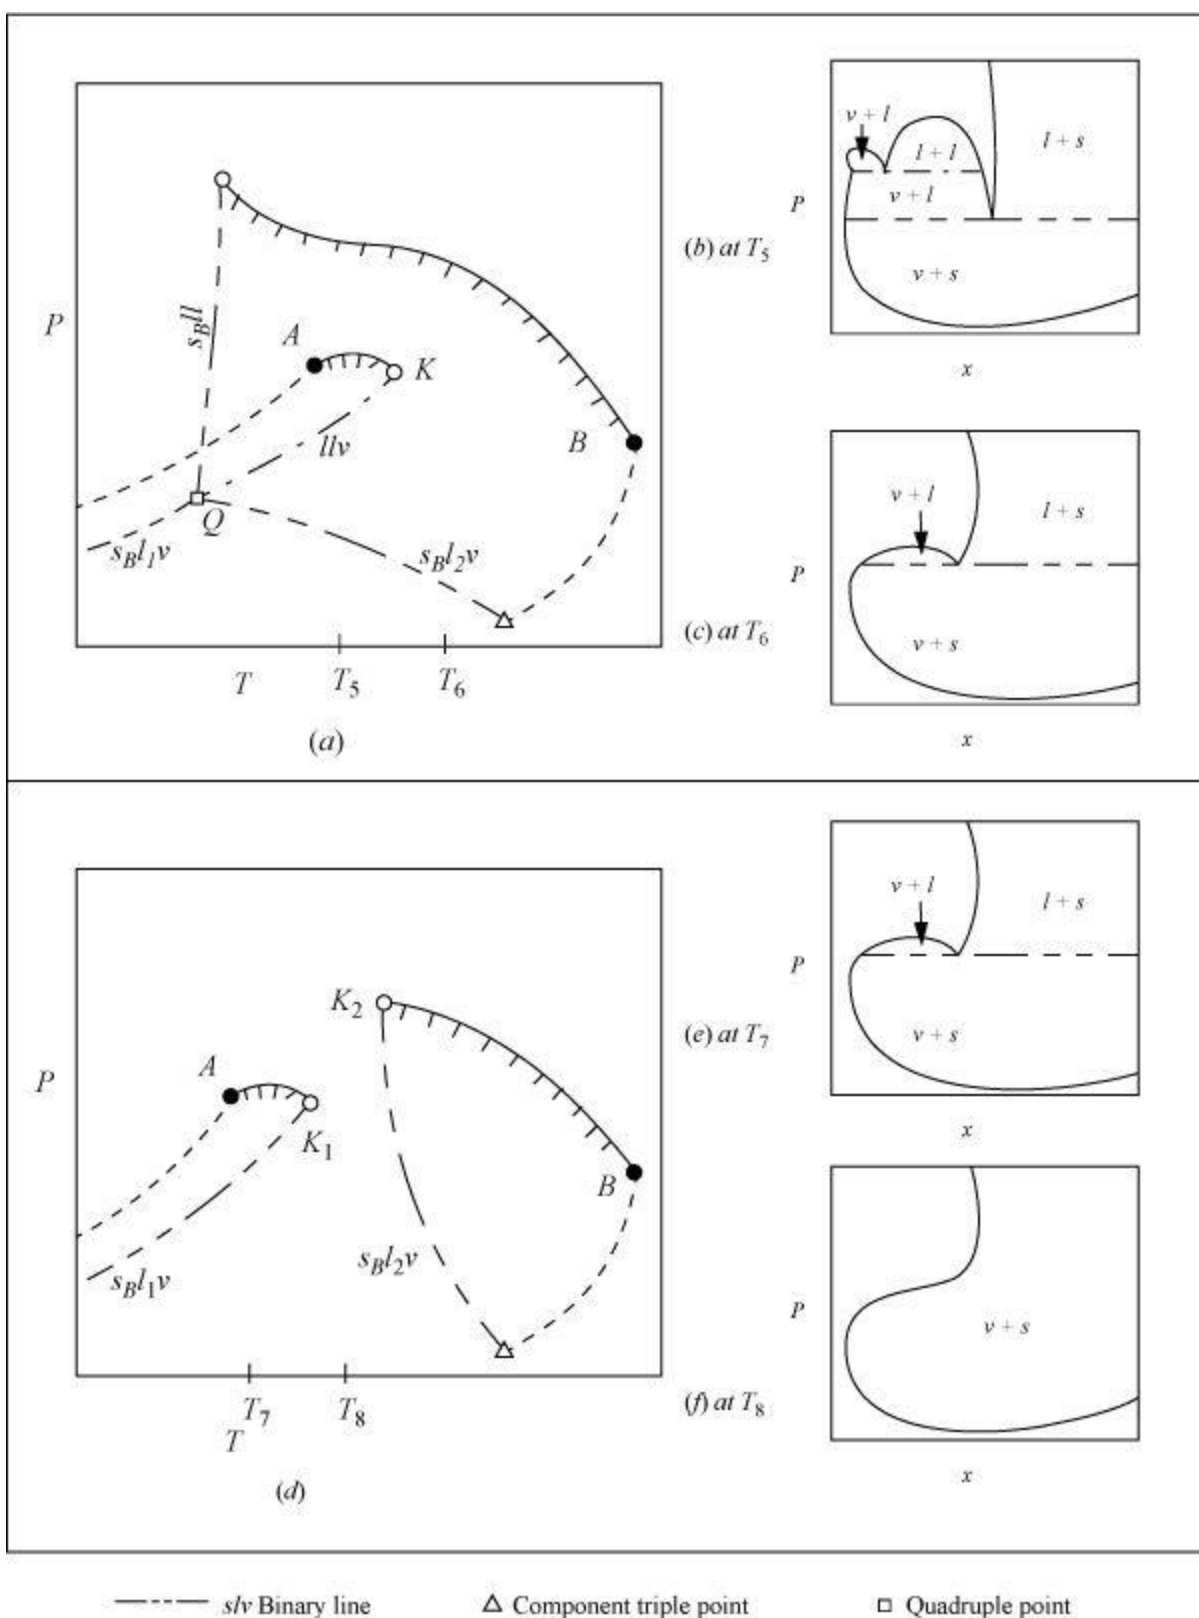 P
s_Bll
A
K
llv
B
Q
s_Bl_1v
s_Bl_2v
T
T_5
T_6
(a)
v + l
l + l
l + s
v + l
P
v + s
x
(b) at T_5
v + l
l + s
P
v + s
x
(c) at T_6
K_2
A
P
K_1
B
s_Bl_1v
s_Bl_2v
T_7
T_8
T
(d)
v + l
l + s
P
v + s
x
(e) at T_7
P
v + s
x
(f) at T_8
slv Binary line
Component triple point
Quadruple point